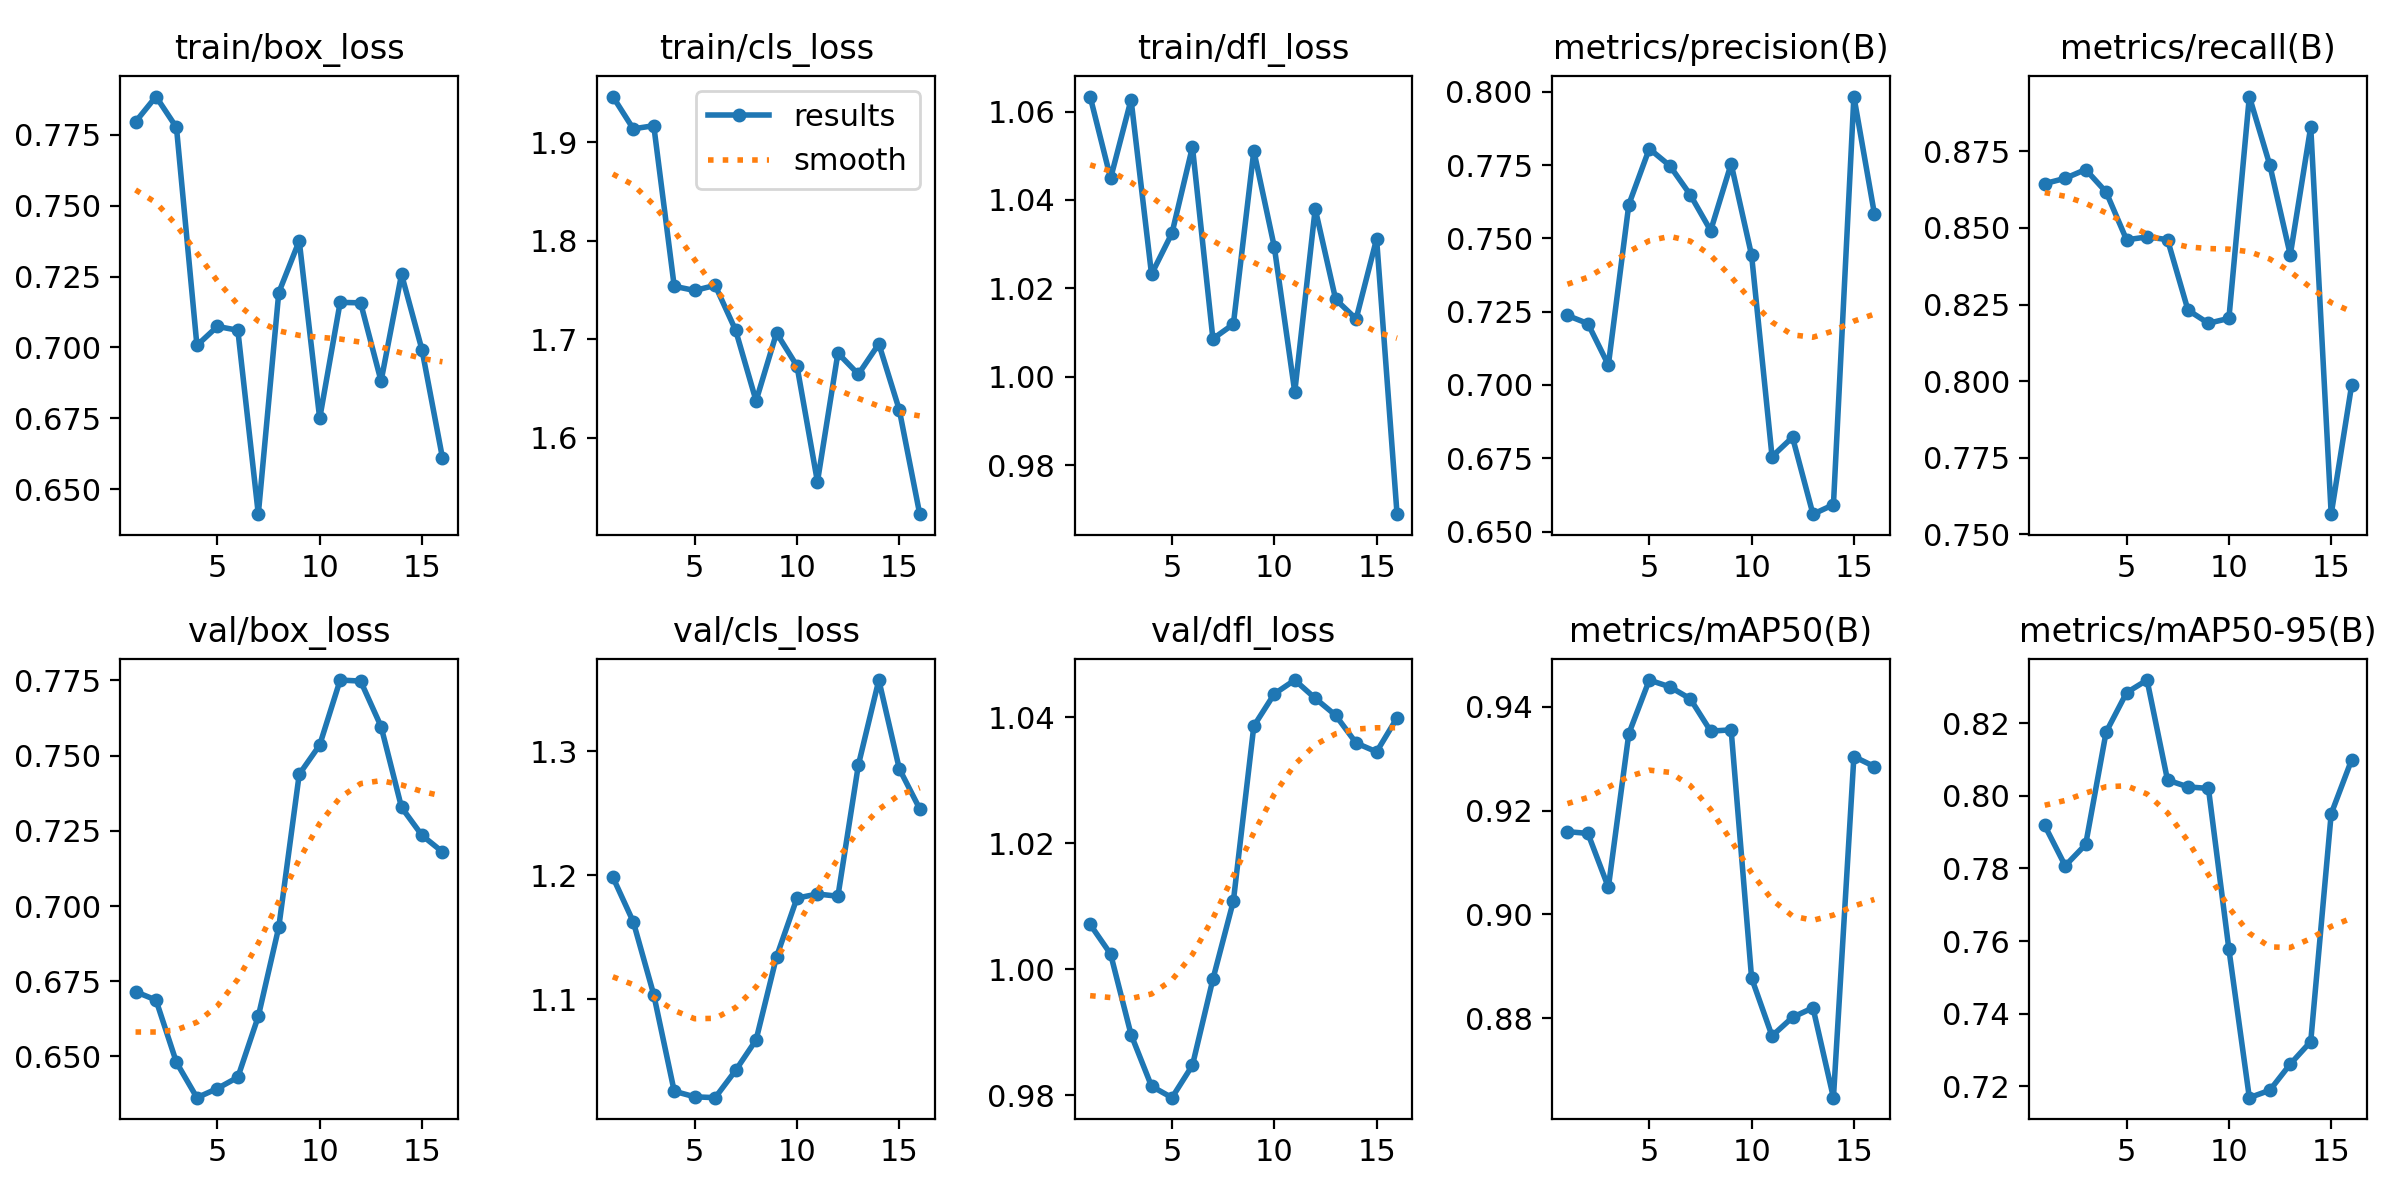 train/box_loss
0.775
0.750
0.725
0.700
0.675
0.650
5 10 15
train/cls_loss
results
smooth
1.9
1.8
1.7
1.6
5 10 15
train/dfl_loss
1.06
1.04
1.02
1.00
0.98
5 10 15
metrics/precision(B)
0.800
0.775
0.750
0.725
0.700
0.675
0.650
5 10 15
metrics/recall(B)
0.875
0.850
0.825
0.800
0.775
0.750
5 10 15
val/box_loss
0.775
0.750
0.725
0.700
0.675
0.650
5 10 15
val/cls_loss
1.3
1.2
1.1
5 10 15
val/dfl_loss
1.04
1.02
1.00
0.98
5 10 15
metrics/mAP50(B)
0.94
0.92
0.90
0.88
5 10 15
metrics/mAP50-95(B)
0.82
0.80
0.78
0.76
0.74
0.72
5 10 15